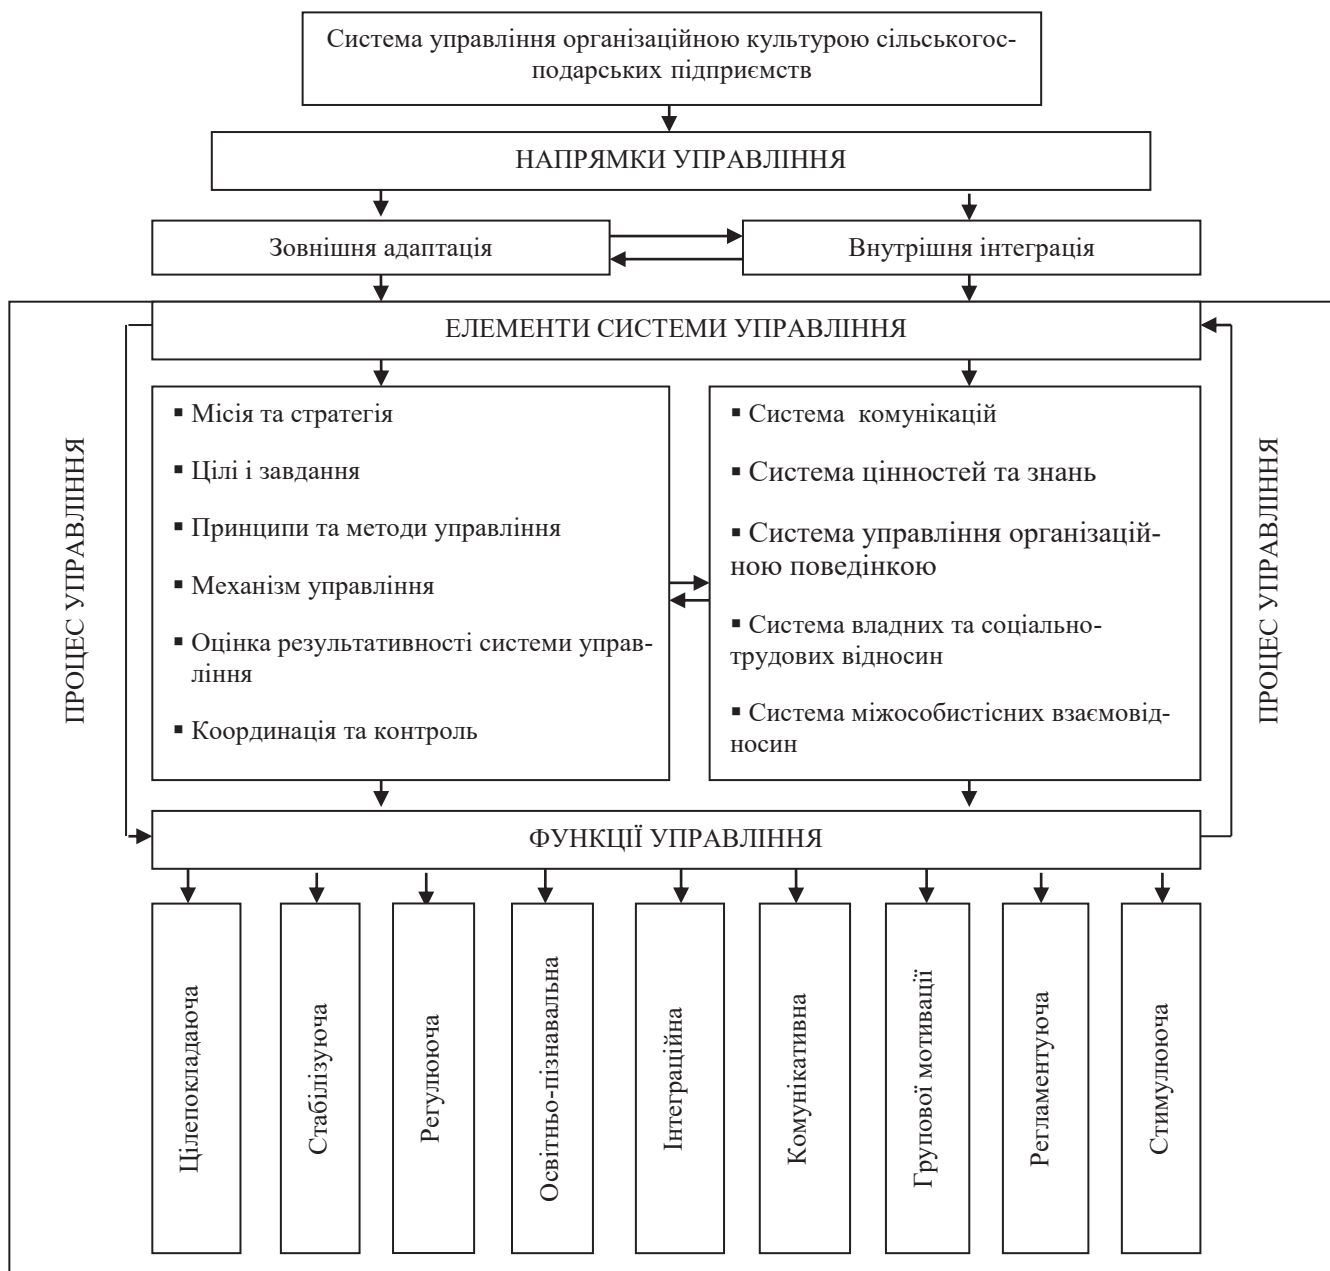 Система управління організаційною культурою сільськогос-
подарських підприємств
НАПРЯМКИ УПРАВЛІННЯ
Зовнішня адаптація
Внутрішня інтеграція
ЕЛЕМЕНТИ СИСТЕМИ УПРАВЛІННЯ
ПРОЦЕС УПРАВЛІННЯ
▪ Місія та стратегія
▪ Цілі і завдання
▪ Принципи та методи управління
▪ Механізм управління
▪ Оцінка результативності системи управ-
ління
▪ Координація та контроль
▪ Система комунікацій
▪ Система цінностей та знань
▪ Система управління організацій-
ною поведінкою
▪ Система владних та соціально-
трудових відносин
▪ Система міжособистісних взаємовід-
носин
ПРОЦЕС УПРАВЛІННЯ
ФУНКЦІЇ УПРАВЛІННЯ
Цілепокладаюча
Стабілізуюча
Регулююча
Освітньо-пізнавальна
Інтеграційна
Комунікативна
Групової мотивації
Регламентуюча
Стимулююча